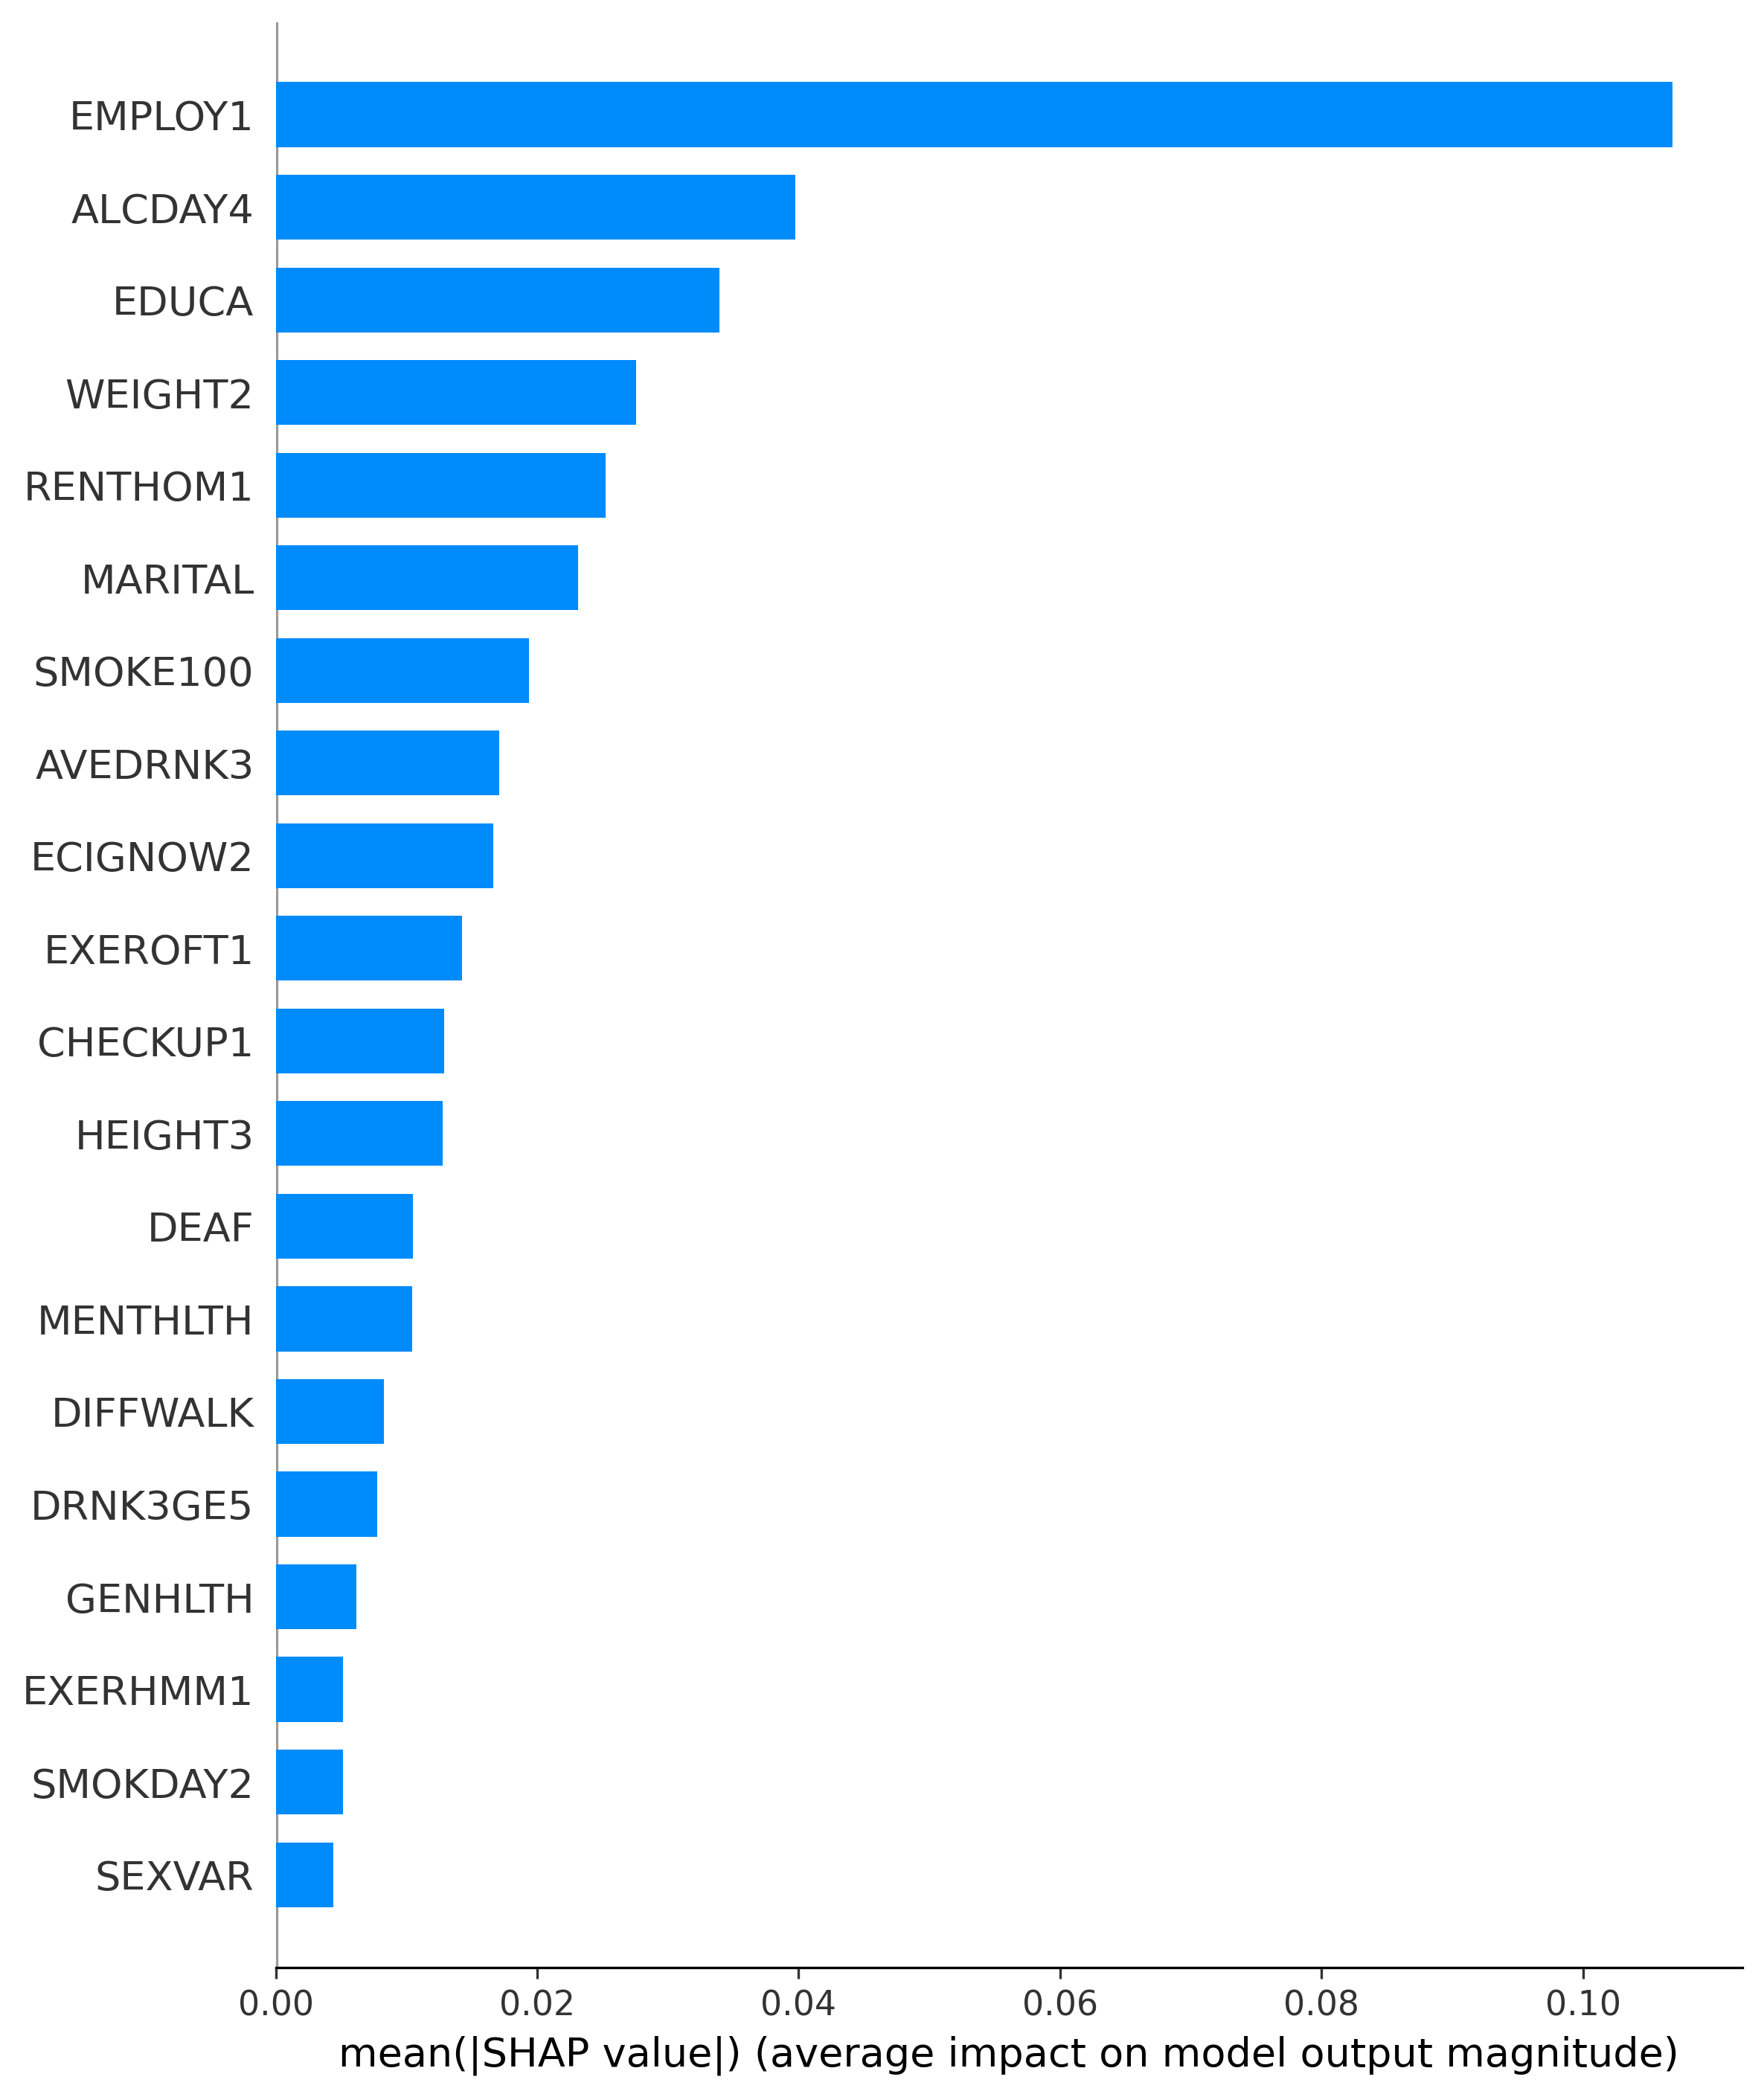 EMPLOY1
ALCDAY4
EDUCA
WEIGHT2
RENTHOM1
MARITAL
SMOKE100
AVEDRNK3
ECIGNOW2
EXEROFT1
CHECKUP1
HEIGHT3
DEAF
MENTHLTH
DIFFWALK
DRNK3GE5
GENHLTH
EXERHMM1
SMOKDAY2
SEXVAR
0.00 0.02 0.04 0.06 0.08 0.10
mean(|SHAP value|) (average impact on model output magnitude)